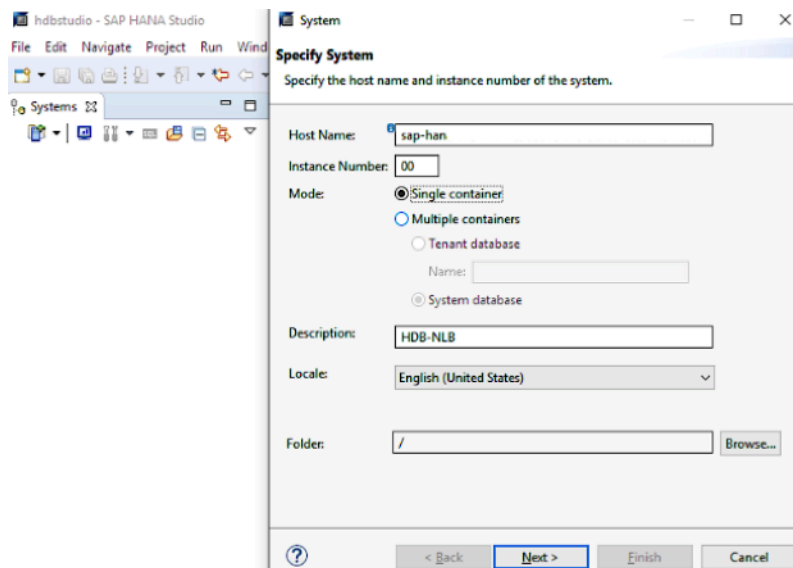 hdbstudio - SAP HANA Studio
File Edit Navigate Project Run Wind
Systems
System
Specify System
Specify the host name and instance number of the system.
Host Name: sap-han
Instance Number: 00
Mode: Single container
Multiple containers
Tenant database
Name:
System database
Description: HDB-NLB
Locale: English (United States)
Folder: / Browse...
? < Back Next > Finish Cancel